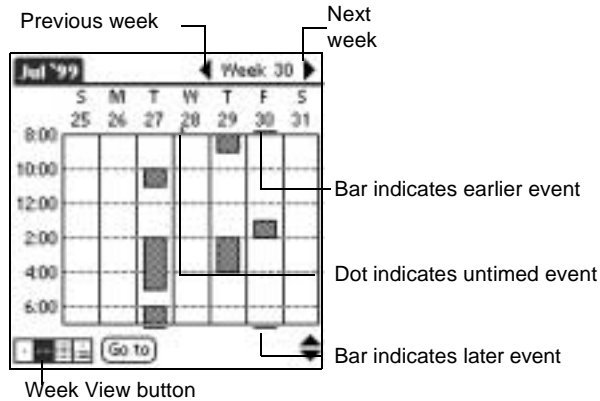 Previous week
Next
week
Jul '99
Week 30
S M T W T F S
25 26 27 28 29 30 31
8:00
10:00
12:00
2:00
4:00
6:00
Bar indicates earlier event
Dot indicates untimed event
Bar indicates later event
Go to
Week View button